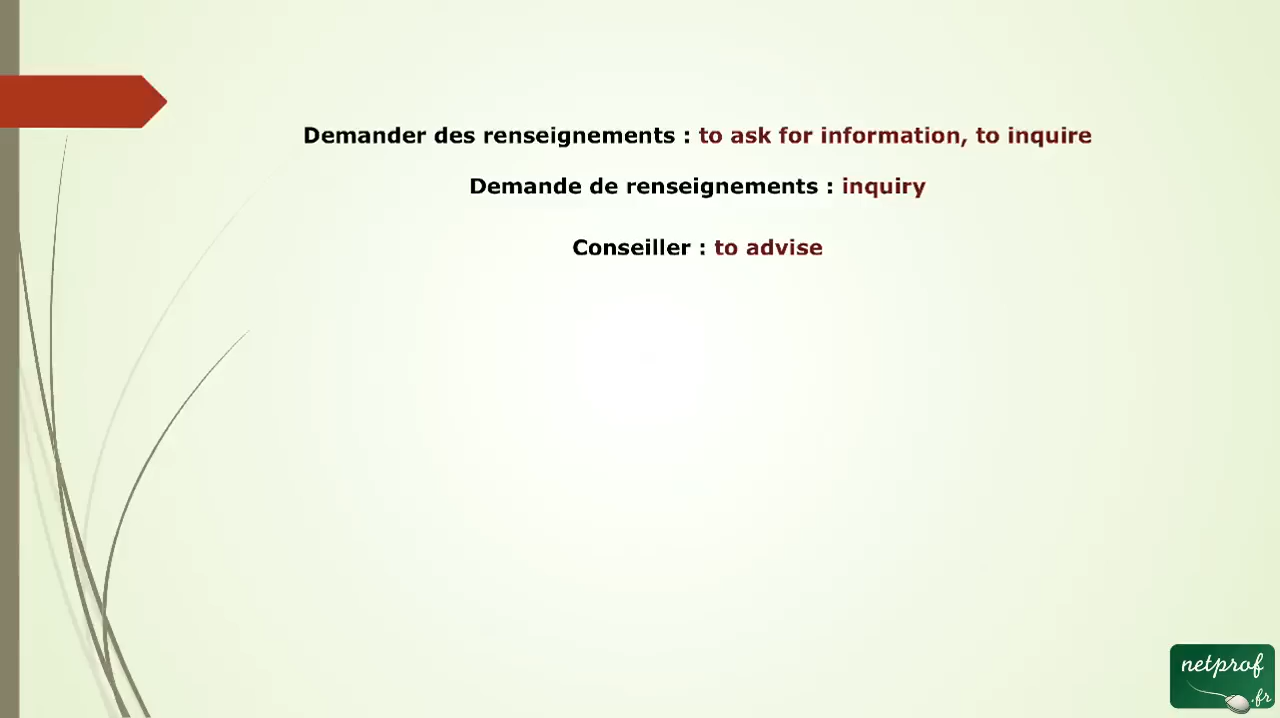 Demander des renseignements : to ask for information, to inquire
Demande de renseignements : inquiry
Conseiller : to advise
netprof
.fr